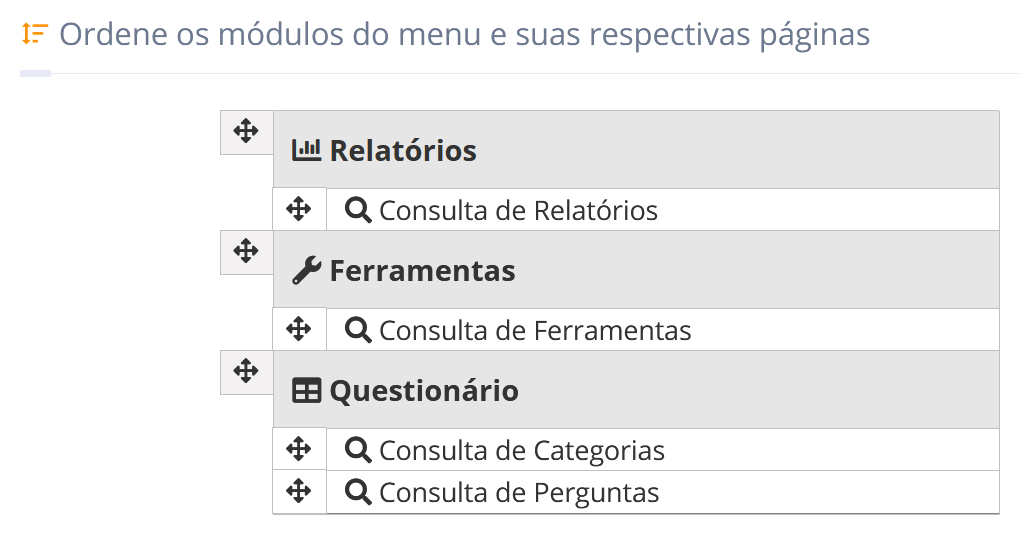 Ordene os módulos do menu e suas respectivas páginas
Relatórios
Consulta de Relatórios
Ferramentas
Consulta de Ferramentas
Questionário
Consulta de Categorias
Consulta de Perguntas